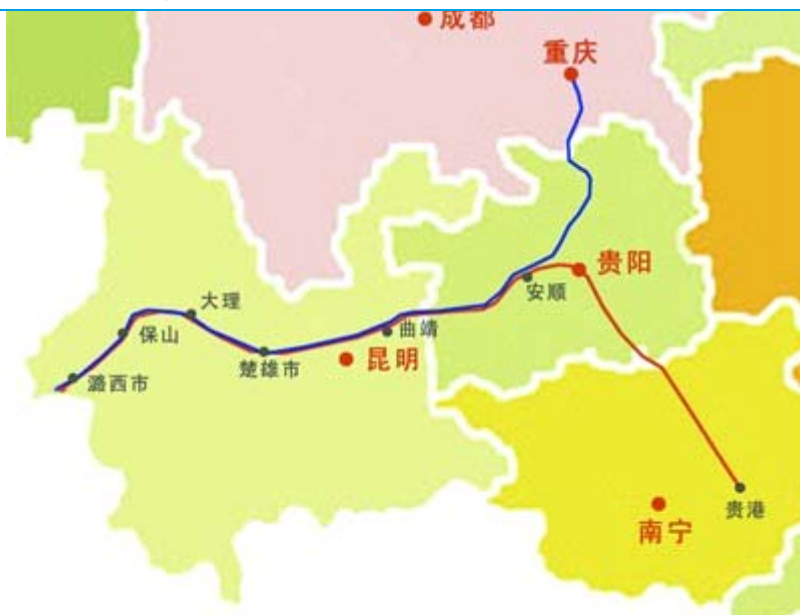 成都
重庆
贵阳
安顺
大理
保山
曲靖
楚雄市
昆明
潞西市
贵港
南宁